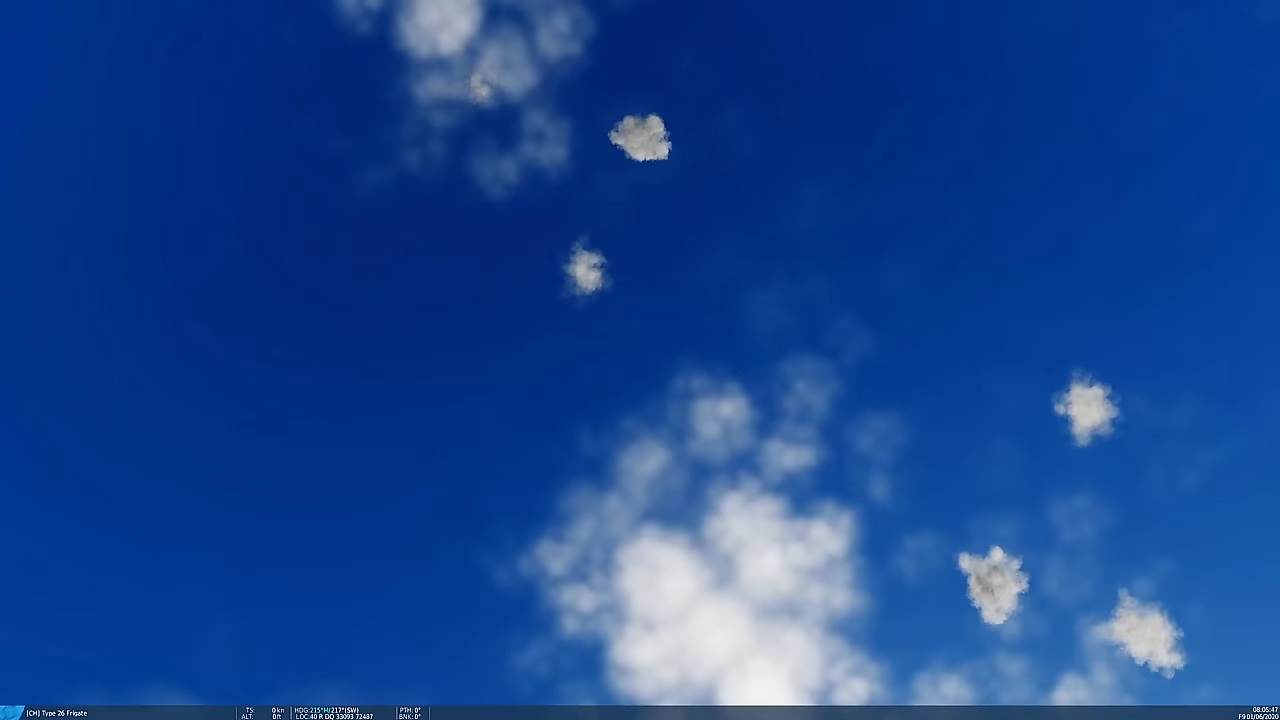 [CH] Type 26 Frigate
TS: 0 kn
ALT: 0 ft
HDG: 215°M/217°(SW)
LOC: 40 R DQ 33093 72487
PTH: 0°
BNK: 0°
08:05:47